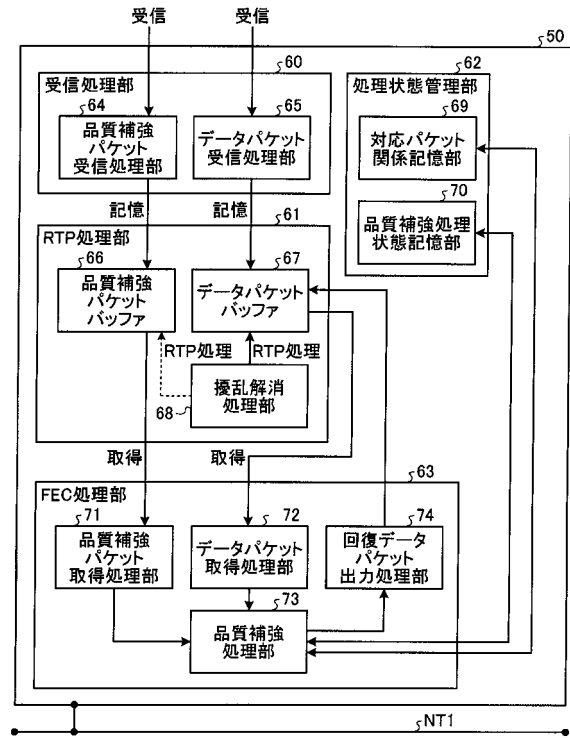 受信
受信
50
60
受信処理部
62
処理状態管理部
64
品質補強
パケット
受信処理部
65
データパケット
受信処理部
69
対応パケット
関係記憶部
70
品質補強処理
状態記憶部
記憶
記憶
61
RTP処理部
66
品質補強
パケット
バッファ
67
データパケット
バッファ
RTP処理
RTP処理
擾乱解消
処理部
68
取得
取得
63
FEC処理部
71
品質補強
パケット
取得処理部
72
データパケット
取得処理部
74
回復データ
パケット
出力処理部
73
品質補強
処理部
NT1